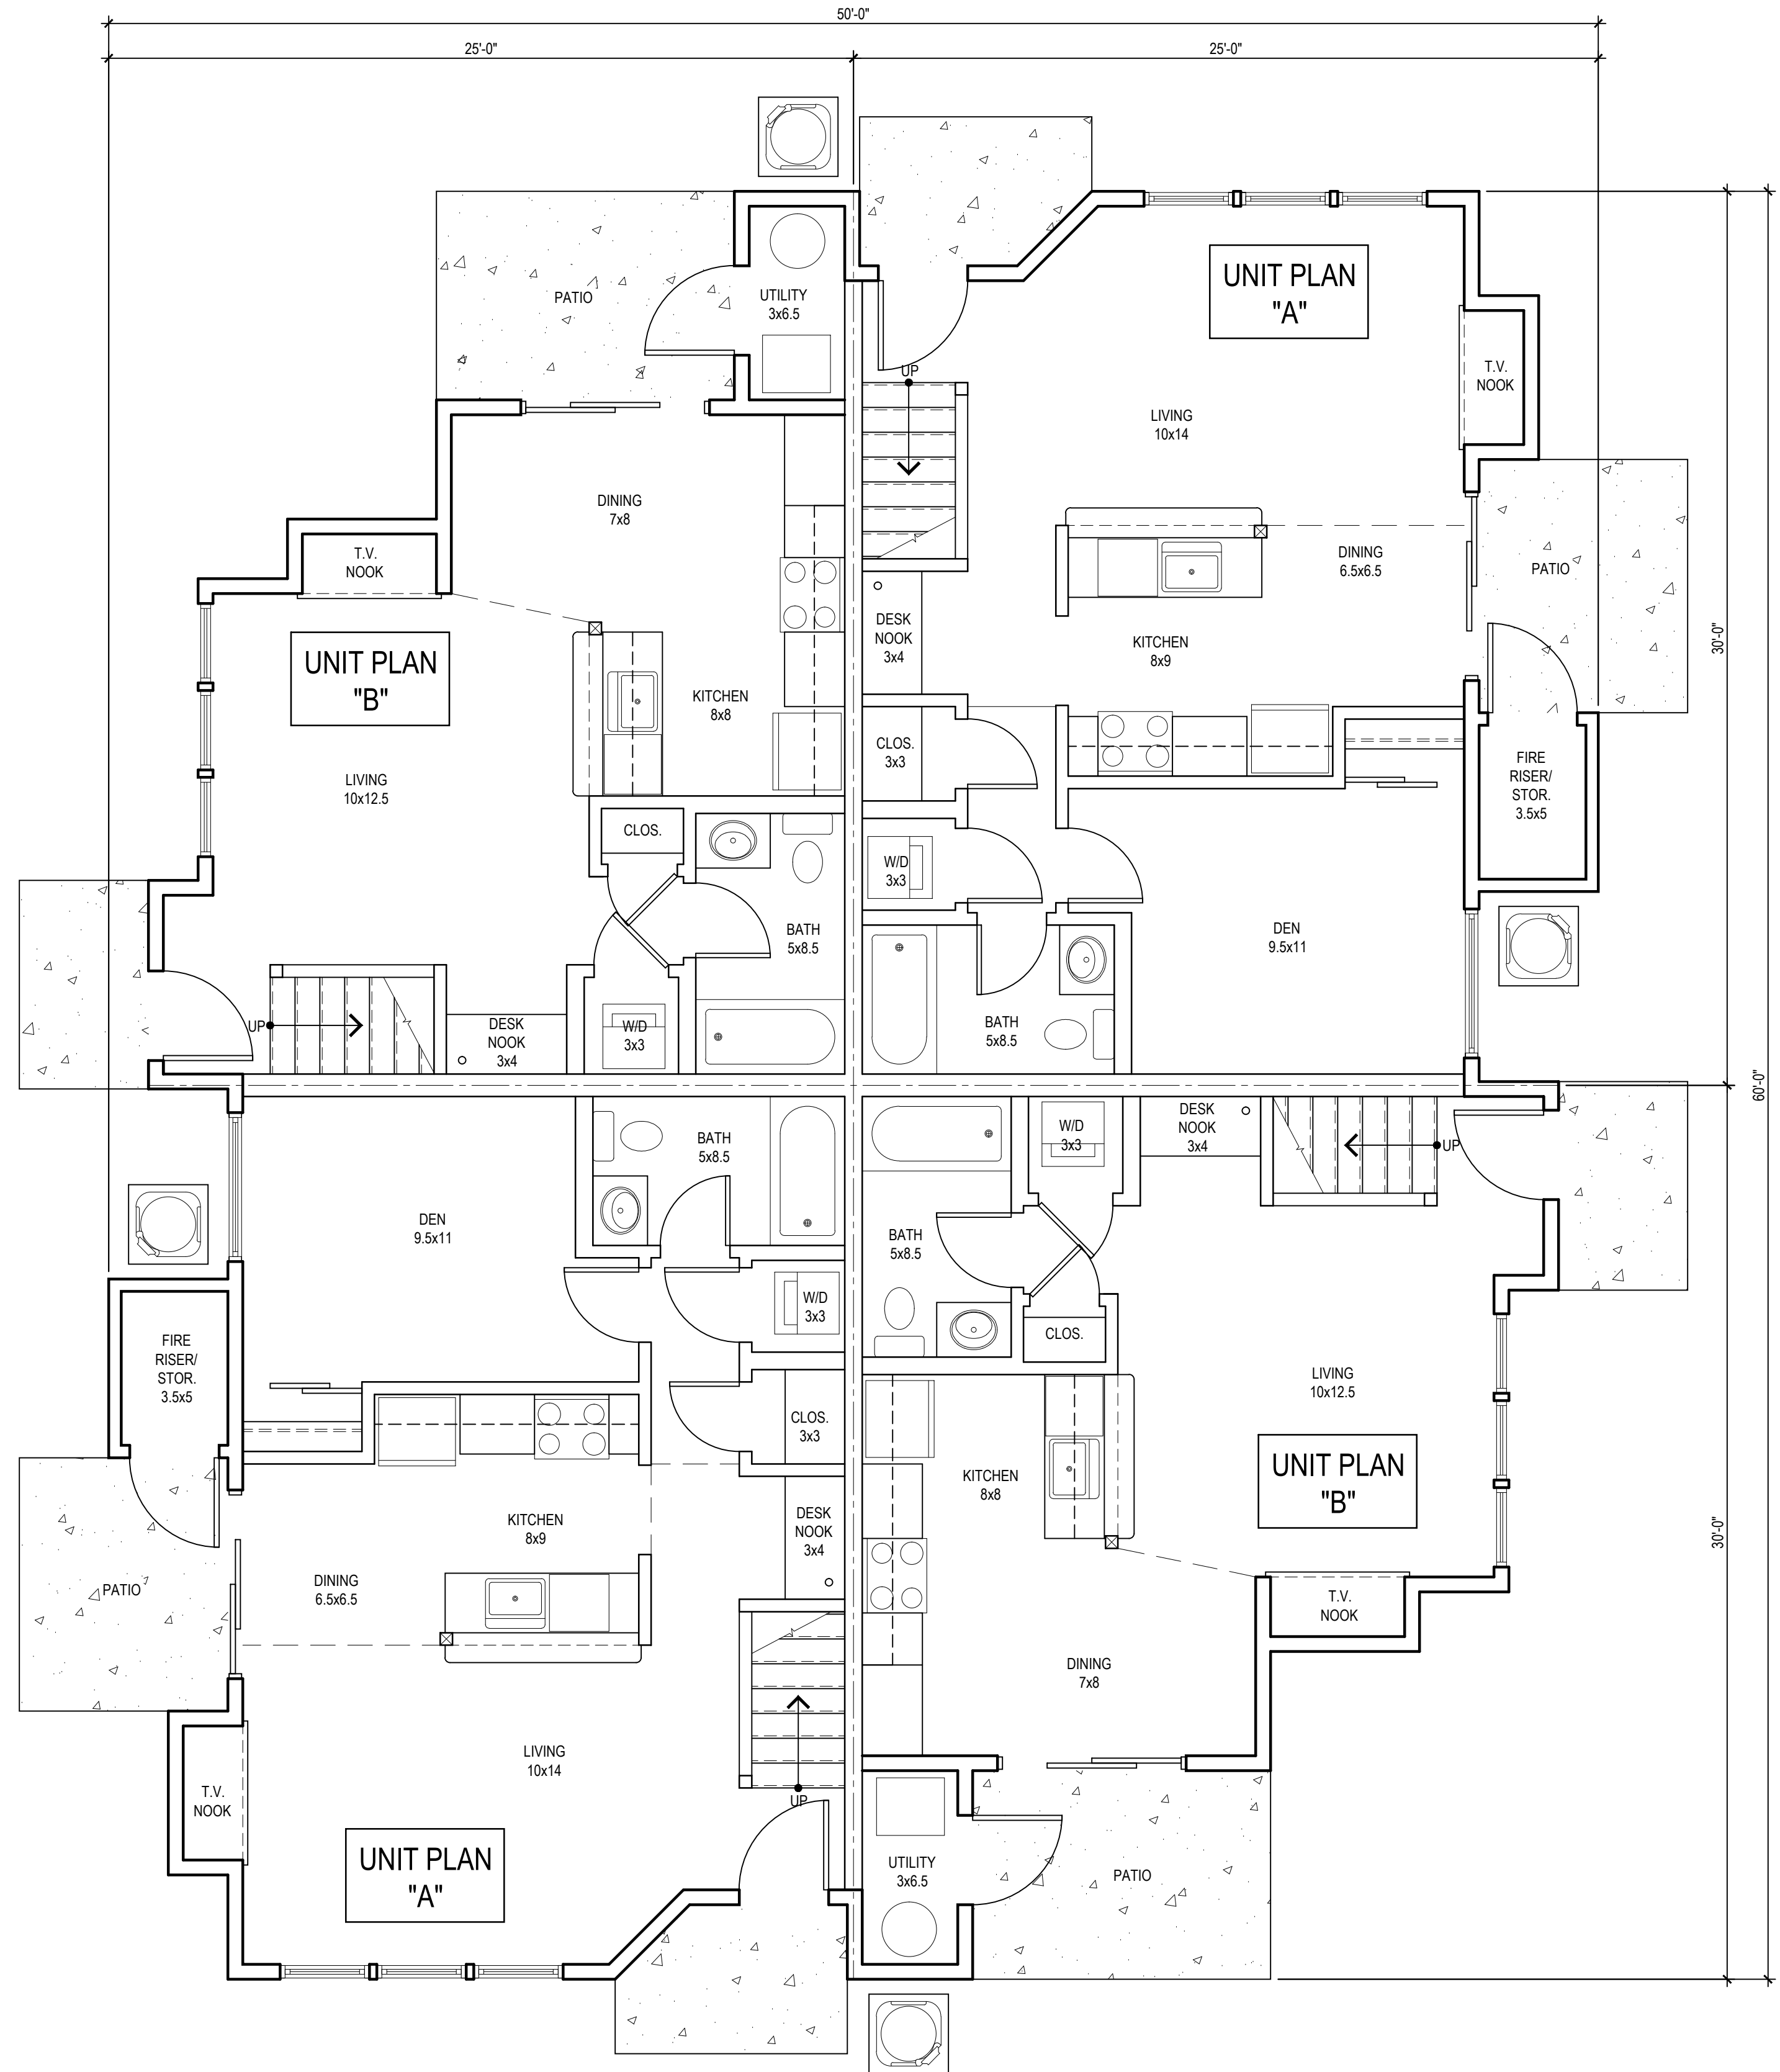 50'-0"
25'-0"
25'-0"
UNIT PLAN
"A"
PATIO
UTILITY
3x6.5
UP
T.V.
NOOK
LIVING
10x14
DINING
7x8
T.V.
NOOK
DINING
6.5x6.5
PATIO
DESK
NOOK
3x4
KITCHEN
8x9
30'-0"
UNIT PLAN
"B"
KITCHEN
8x8
CLOS.
3x3
FIRE
RISER/
STOR.
3.5x5
LIVING
10x12.5
CLOS.
W/D
3x3
BATH
5x8.5
DEN
9.5x11
UP
DESK
NOOK
3x4
W/D
3x3
BATH
5x8.5
60'-0"
BATH
5x8.5
W/D
3x3
DESK
NOOK
3x4
UP
DEN
9.5x11
BATH
5x8.5
W/D
3x3
CLOS.
FIRE
RISER/
STOR.
3.5x5
LIVING
10x12.5
CLOS.
3x3
UNIT PLAN
"B"
KITCHEN
8x8
KITCHEN
8x9
DESK
NOOK
3x4
30'-0"
PATIO
DINING
6.5x6.5
T.V.
NOOK
DINING
7x8
LIVING
10x14
T.V.
NOOK
UP
UNIT PLAN
"A"
UTILITY
3x6.5
PATIO